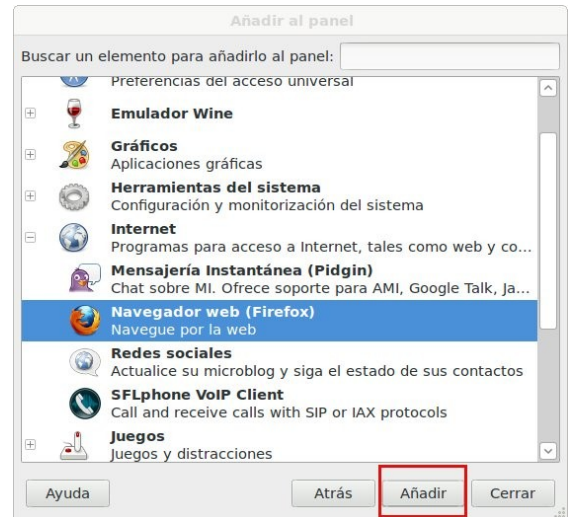 Añadir al panel
Buscar un elemento para añadirlo al panel:
Preferencias del acceso universal
Emulador Wine
Gráficos
Aplicaciones gráficas
Herramientas del sistema
Configuración y monitorización del sistema
Internet
Programas para acceso a Internet, tales como web y co...
Mensajería Instantánea (Pidgin)
Chat sobre MI. Ofrece soporte para AMI, Google Talk, Ja...
Navegador web (Firefox)
Navegue por la web
Redes sociales
Actualice su microblog y siga el estado de sus contactos
SFLphone VoIP Client
Call and receive calls with SIP or IAX protocols
Juegos
Juegos y distracciones
Ayuda Atrás Añadir Cerrar